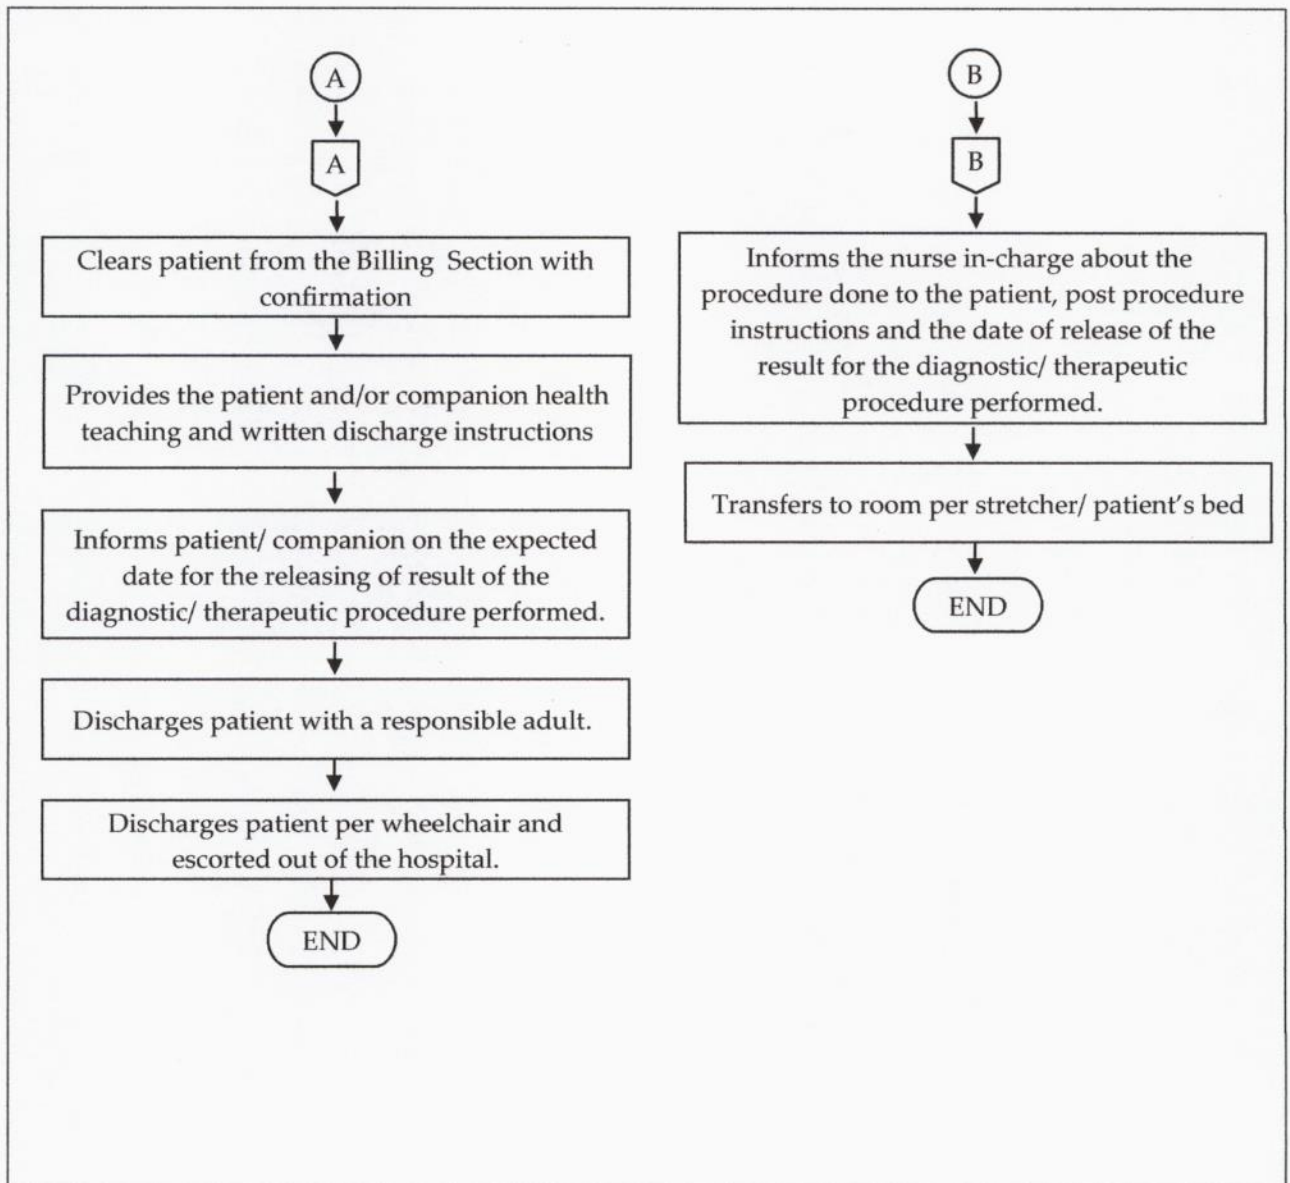 A
A
Clears patient from the Billing Section with
confirmation
Provides the patient and/or companion health
teaching and written discharge instructions
Informs patient/ companion on the expected
date for the releasing of result of the
diagnostic/ therapeutic procedure performed.
Discharges patient with a responsible adult.
Discharges patient per wheelchair and
escorted out of the hospital.
END
B
B
Informs the nurse in-charge about the
procedure done to the patient, post procedure
instructions and the date of release of the
result for the diagnostic/ therapeutic
procedure performed.
Transfers to room per stretcher/ patient's bed
END